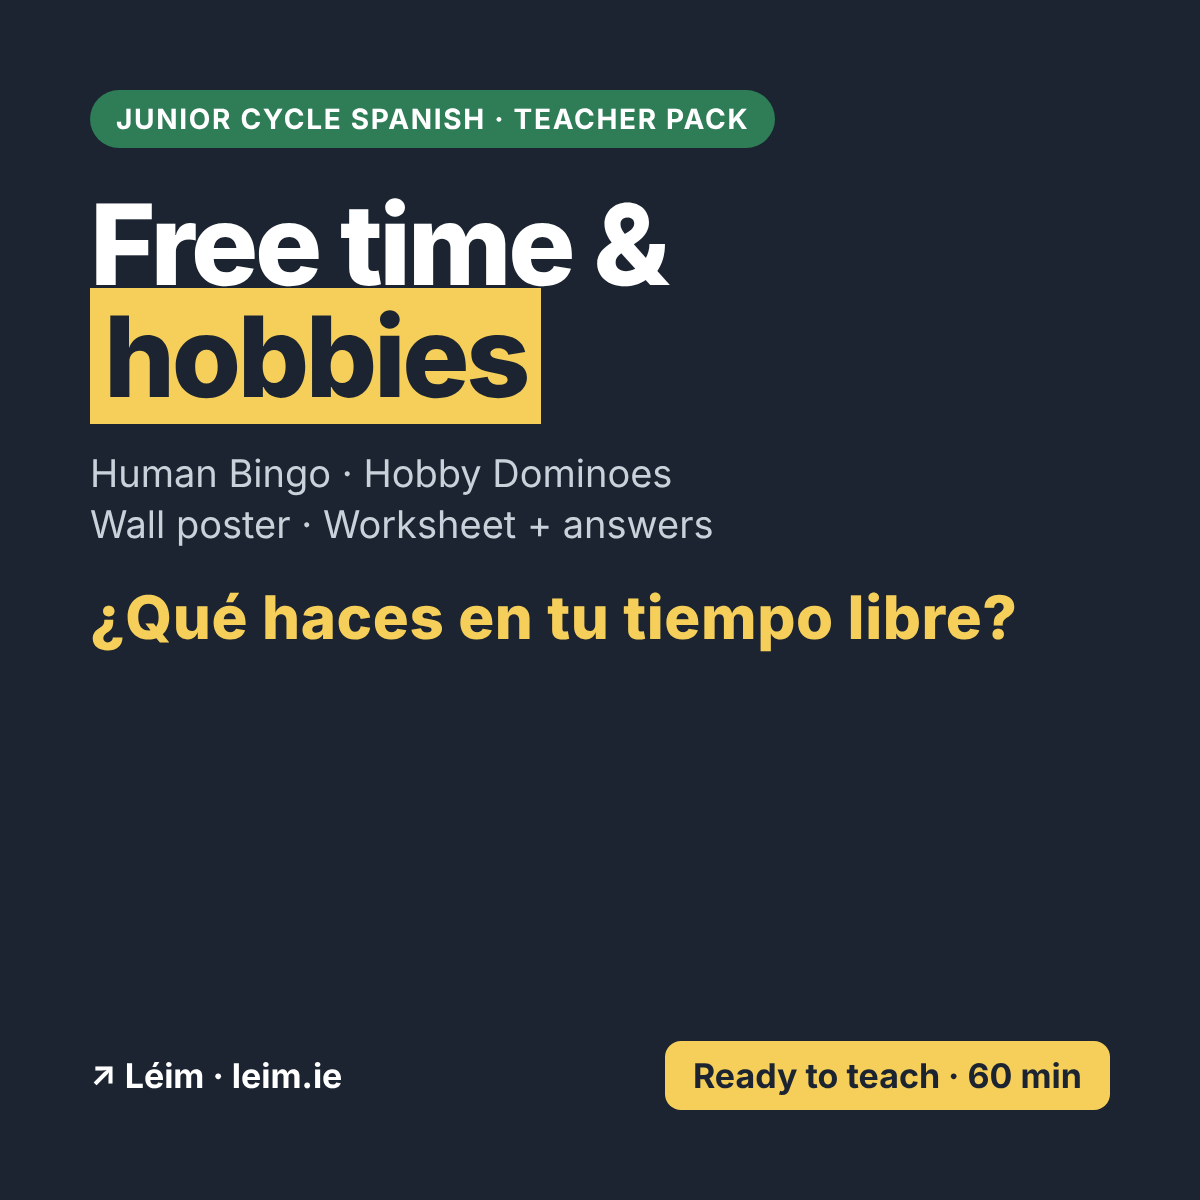 JUNIOR CYCLE SPANISH · TEACHER PACK
Free time &
hobbies
Human Bingo · Hobby Dominoes
Wall poster · Worksheet + answers
¿Qué haces en tu tiempo libre?
↗ Léim · leim.ie
Ready to teach · 60 min